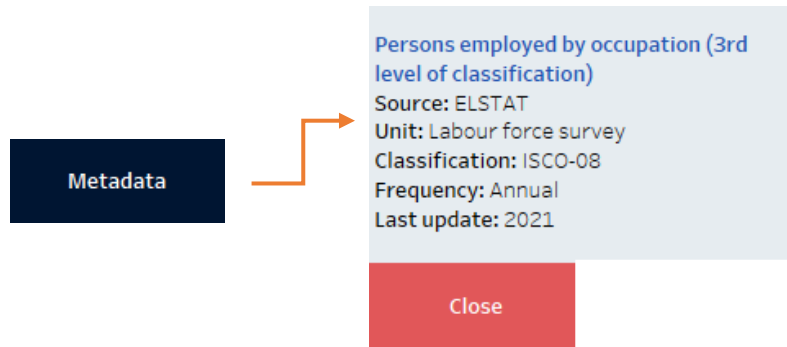 Persons employed by occupation (3rd
level of classification)
Source: ELSTAT
Unit: Labour force survey
Classification: ISCO-08
Frequency: Annual
Last update: 2021
Metadata
Close